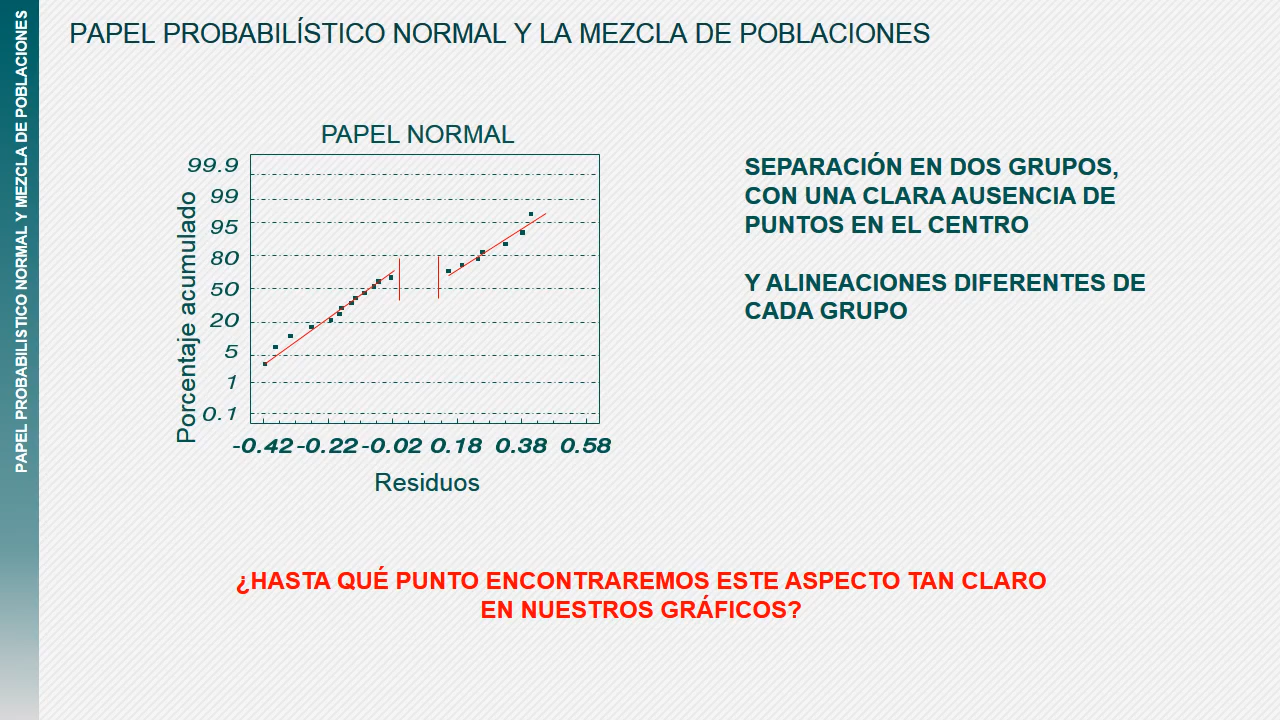 PAPEL PROBABILÍSTICO NORMAL Y LA MEZCLA DE POBLACIONES
PAPEL PROBABILISTICO NORMAL Y MEZCLA DE POBLACIONES
PAPEL NORMAL
Porcentaje acumulado
99.9
99
95
80
50
20
5
1
0.1
-0.42 -0.22 -0.02 0.18 0.38 0.58
Residuos
SEPARACIÓN EN DOS GRUPOS,
CON UNA CLARA AUSENCIA DE
PUNTOS EN EL CENTRO
Y ALINEACIONES DIFERENTES DE
CADA GRUPO
¿HASTA QUÉ PUNTO ENCONTRAREMOS ESTE ASPECTO TAN CLARO
EN NUESTROS GRÁFICOS?